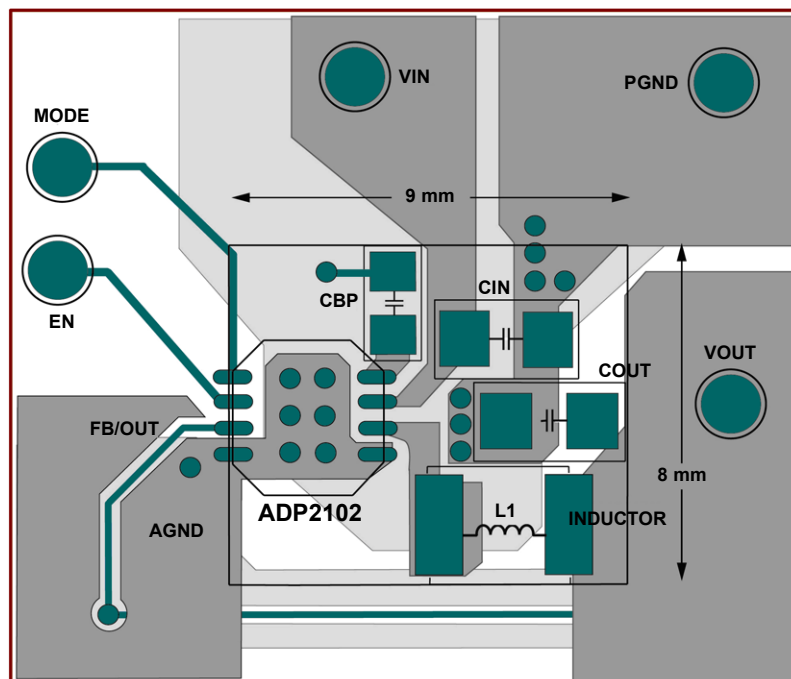 VIN
PGND
MODE
9 mm
CBP
CIN
EN
COUT
VOUT
FB/OUT
8 mm
ADP2102
L1
INDUCTOR
AGND